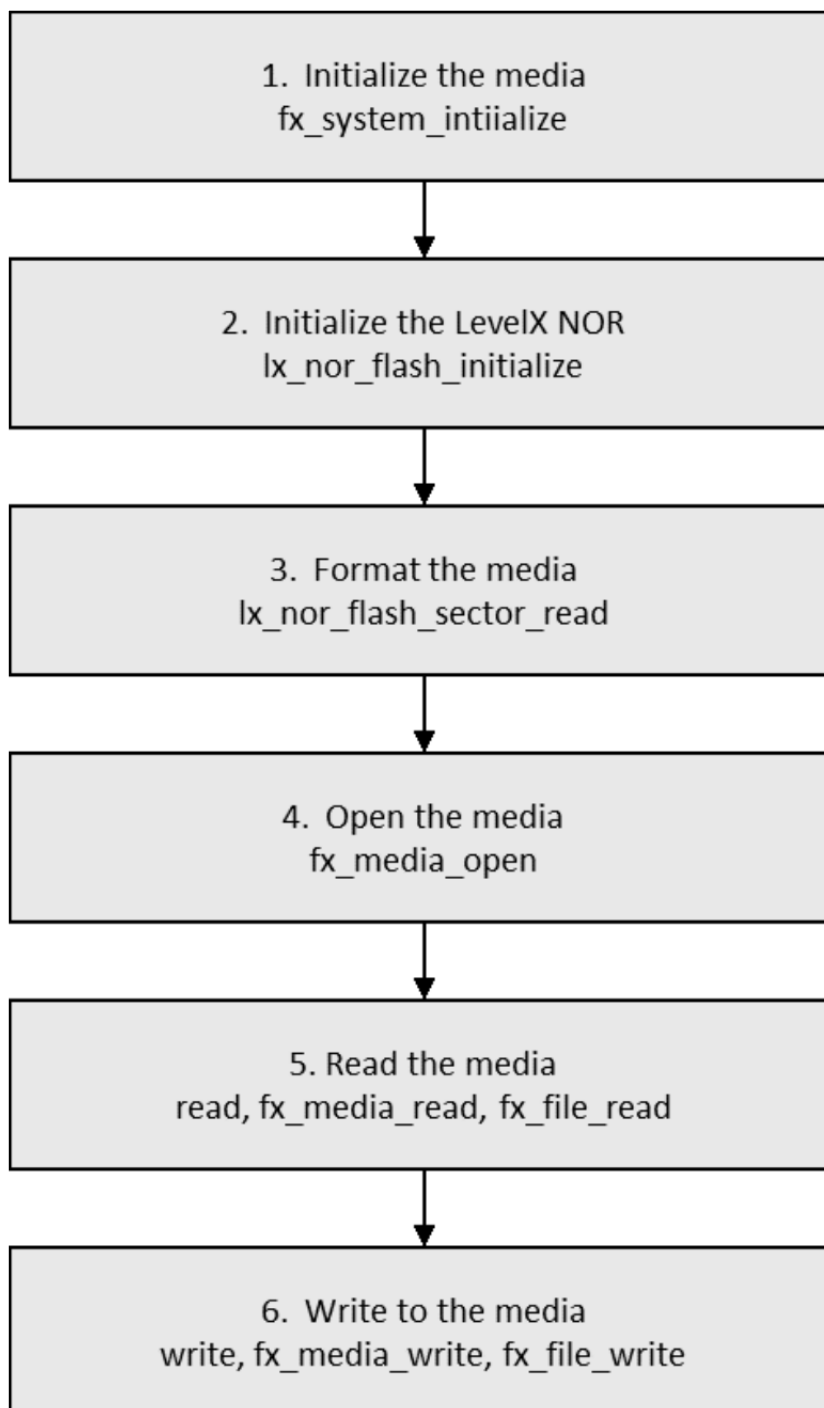 1. Initialize the media
fx_system_intiialize
2. Initialize the LevelX NOR
lx_nor_flash_initialize
3. Format the media
lx_nor_flash_sector_read
4. Open the media
fx_media_open
5. Read the media
read, fx_media_read, fx_file_read
6. Write to the media
write, fx_media_write, fx_file_write